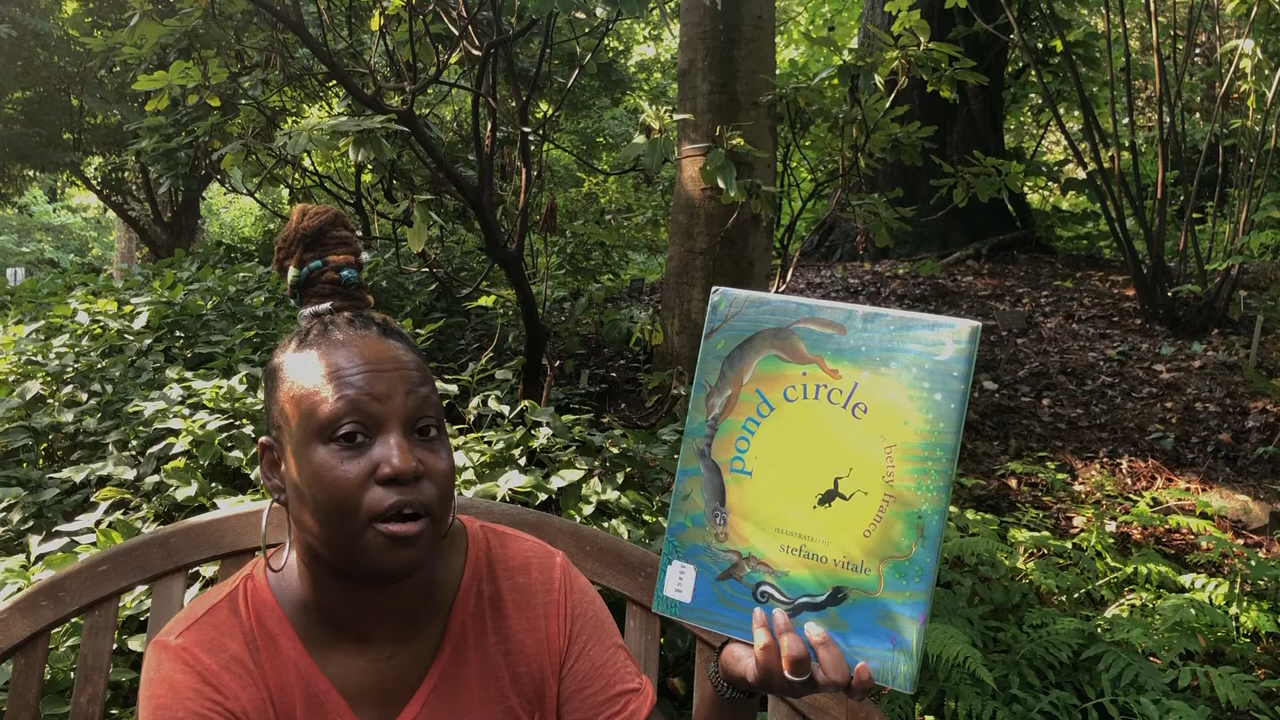 pond circle
by betsy franco
ILLUSTRATED BY
stefano vitale